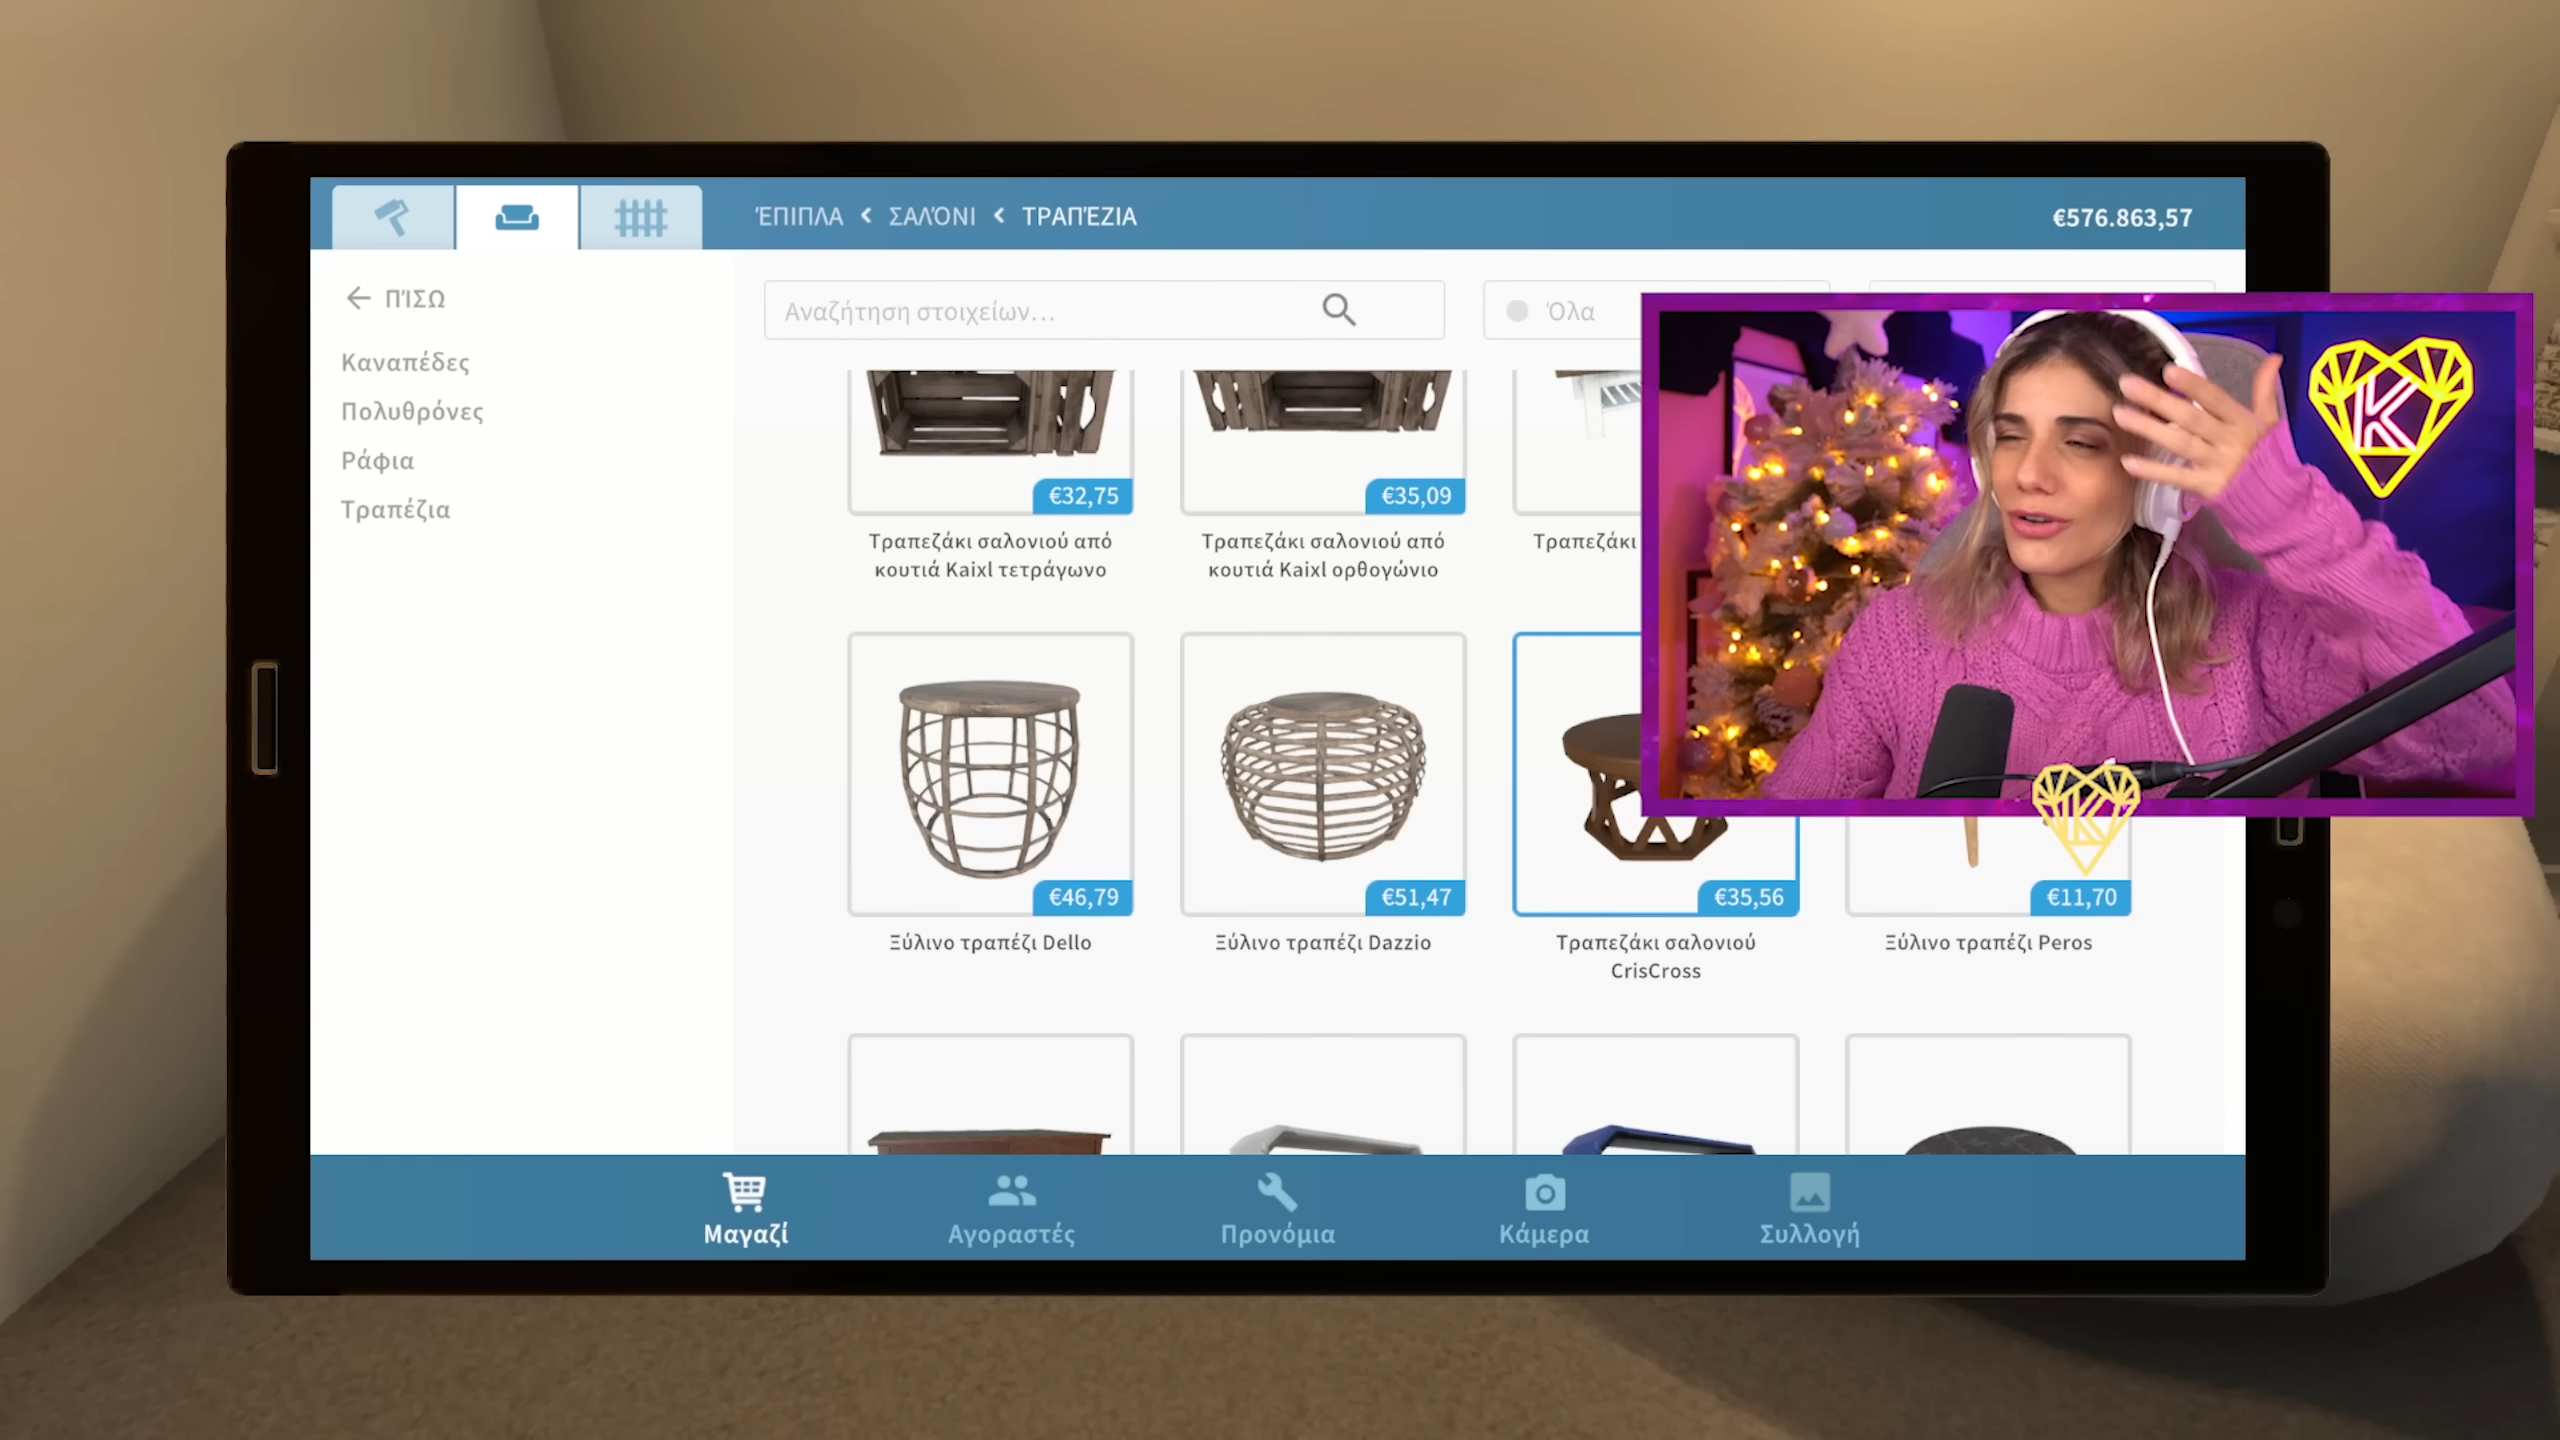 ΈΠΙΠΛΑ < ΣΑΛΌΝΙ < ΤΡΑΠΈΖΙΑ
€576.863,57
ΠΊΣΩ
Καναπέδες
Πολυθρόνες
Ράφια
Τραπέζια
Αναζήτηση στοιχείων...
Όλα
€32,75
€35,09
Τραπεζάκι σαλονιού από
κουτιά Kaixl τετράγωνο
Τραπεζάκι σαλονιού από
κουτιά Kaixl ορθογώνιο
Τραπεζάκι
K
K
€46,79
€51,47
€35,56
€11,70
Ξύλινο τραπέζι Dello
Ξύλινο τραπέζι Dazzio
Τραπεζάκι σαλονιού
CrisCross
Ξύλινο τραπέζι Peros
Μαγαζί
Αγοραστές
Προνόμια
Κάμερα
Συλλογή